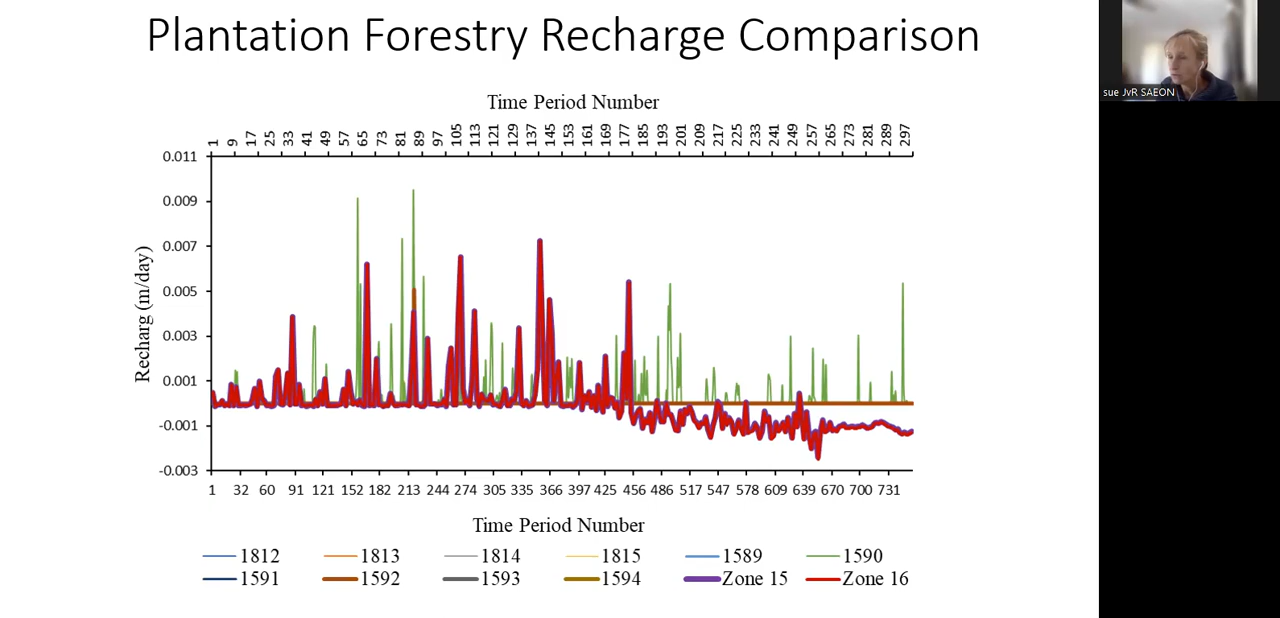 Plantation Forestry Recharge Comparison
sue JvR SAEON
Time Period Number
1 9 17 25 33 41 49 57 65 73 81 89 97 105 113 121 129 137 145 153 161 169 177 185 193 201 209 217 225 233 241 249 257 265 273 281 289 297
0.011
0.009
0.007
0.005
0.003
0.001
-0.001
-0.003
Recharg (m/day)
1 32 60 91 121 152 182 213 244 274 305 335 366 397 425 456 486 517 547 578 609 639 670 700 731
Time Period Number
1812 1813 1814 1815 1589 1590
1591 1592 1593 1594 Zone 15 Zone 16